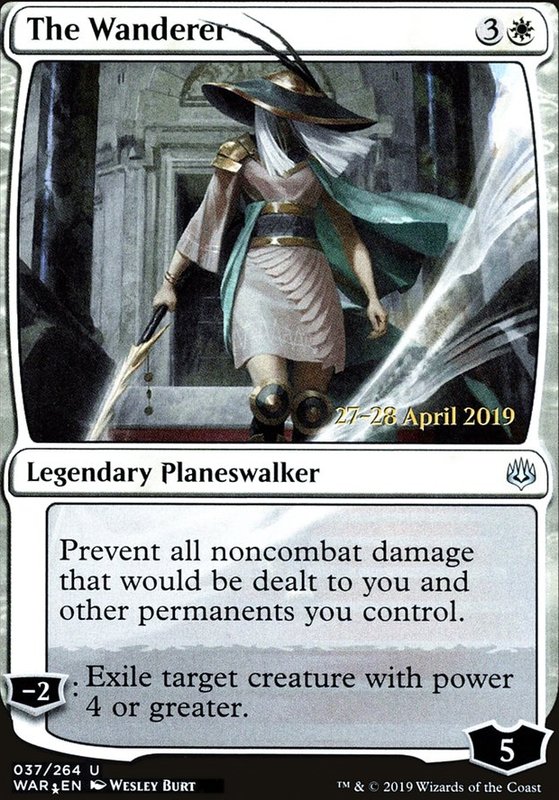 The Wanderer 3
27–28 April 2019
Legendary Planeswalker
Prevent all noncombat damage
that would be dealt to you and
other permanents you control.
−2 : Exile target creature with power
4 or greater.
5
037/264 U
WAR EN Wesley Burt
™ & © 2019 Wizards of the Coast